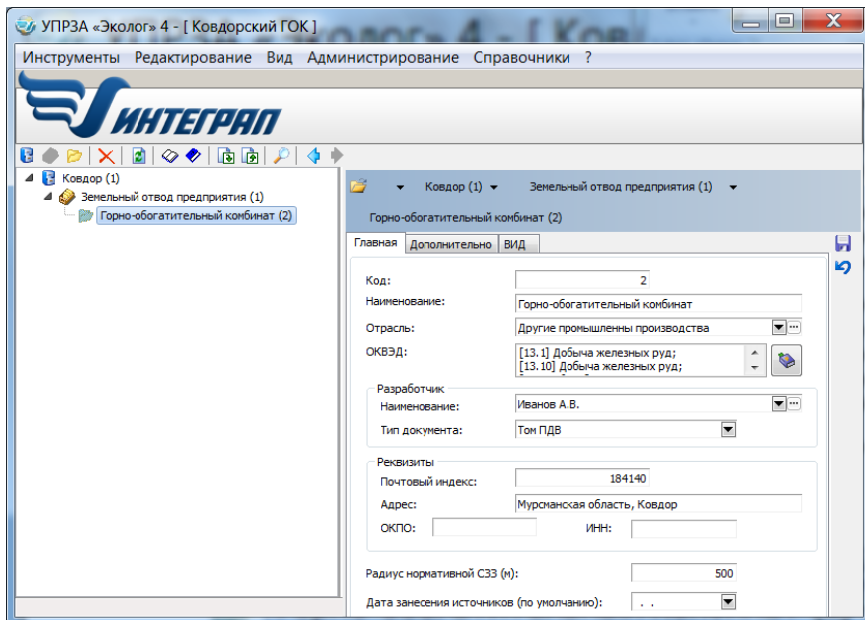 УПРЗА «Эколог» 4 - [ Ковдорский ГОК ]
Инструменты Редактирование Вид Администрирование Справочники ?
ИНТЕГРАЛ
Ковдор (1)
Земельный отвод предприятия (1)
Горно-обогатительный комбинат (2)
Ковдор (1) Земельный отвод предприятия (1)
Горно-обогатительный комбинат (2)
Главная Дополнительно ВИД
Код: 2
Наименование: Горно-обогатительный комбинат
Отрасль: Другие промышленны производства
ОКВЭД: [13.1] Добыча железных руд;
[13.10] Добыча железных руд;
Разработчик
Наименование: Иванов А.В.
Тип документа: Том ПДВ
Реквизиты
Почтовый индекс: 184140
Адрес: Мурсманская область, Ковдор
ОКПО: ИНН:
Радиус нормативной СЗЗ (м): 500
Дата занесения источников (по умолчанию): . .